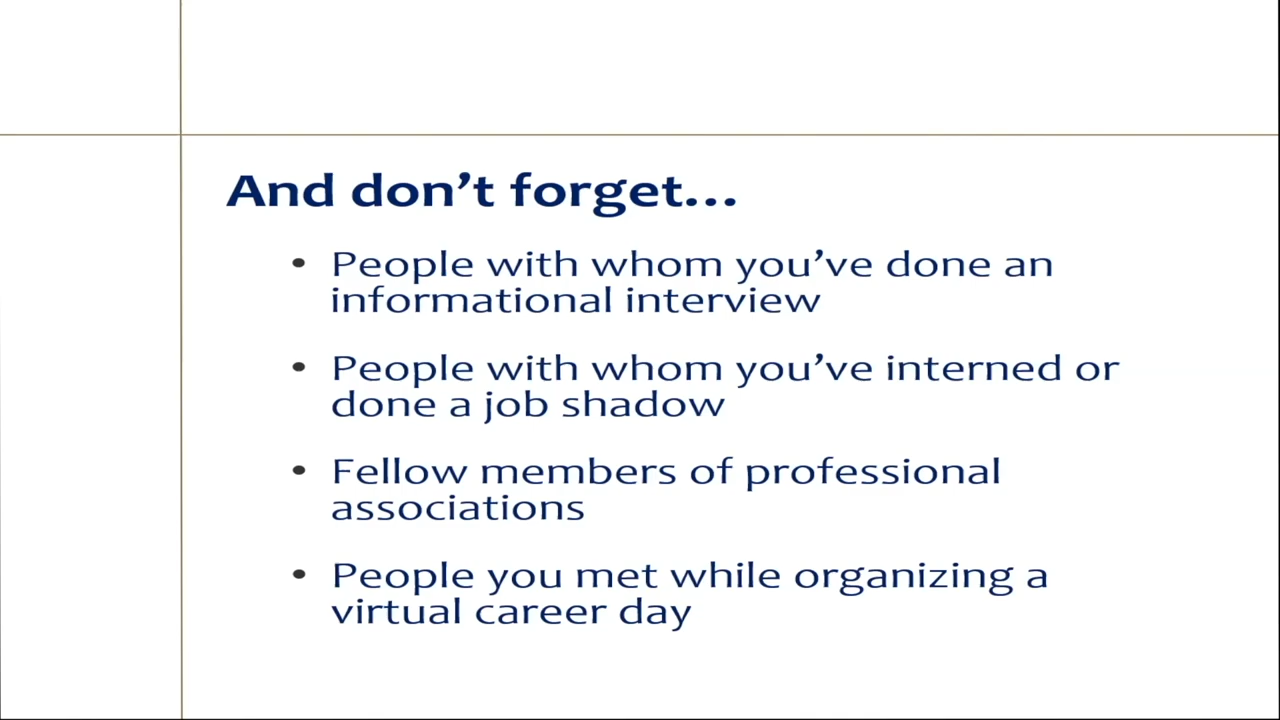 And don’t forget...
• People with whom you’ve done an
informational interview
• People with whom you’ve interned or
done a job shadow
• Fellow members of professional
associations
• People you met while organizing a
virtual career day